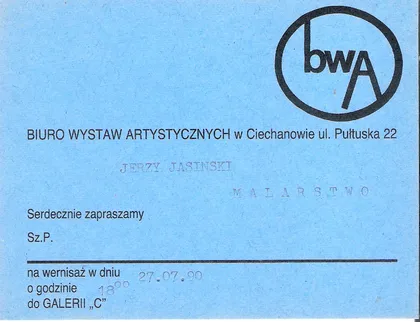 bwA
BIURO WYSTAW ARTYSTYCZNYCH w Ciechanowie ul. Pułtuska 22
JERZY JASINSKI
MALARSTWO
Serdecznie zapraszamy
Sz.P.
na wernisaż w dniu 27.07.90
o godzinie 18⁰⁰
do GALERII „C"